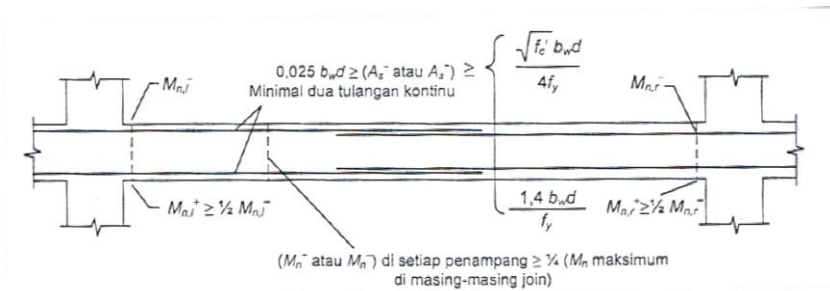 0,025 b_w d ≥ (A_s⁻ atau A_s⁻) ≥
Minimal dua tulangan kontinu
√f_c' b_w d
4f_y
1,4 b_w d
f_y
M_n,l⁻
M_n,r⁻
M_n,l⁺ ≥ ½ M_n,l⁻
M_n,r⁺ ≥ ½ M_n,r⁻
(M_n⁻ atau M_n⁻) di setiap penampang ≥ ¼ (M_n maksimum
di masing-masing join)